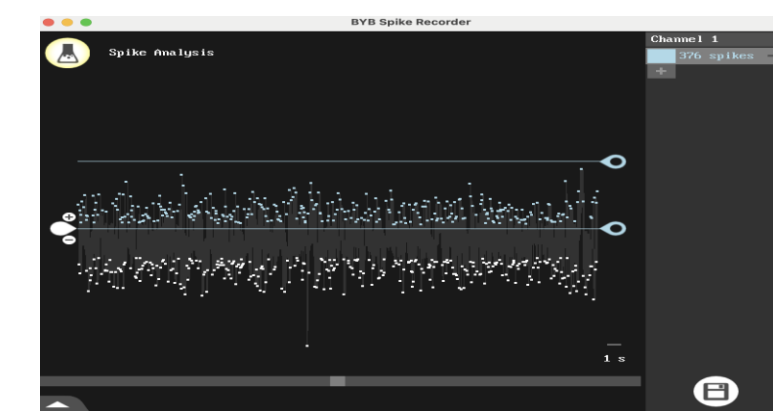 BYB Spike Recorder
Spike Analysis
Channel 1
376 spikes -
+
+
-
1 s